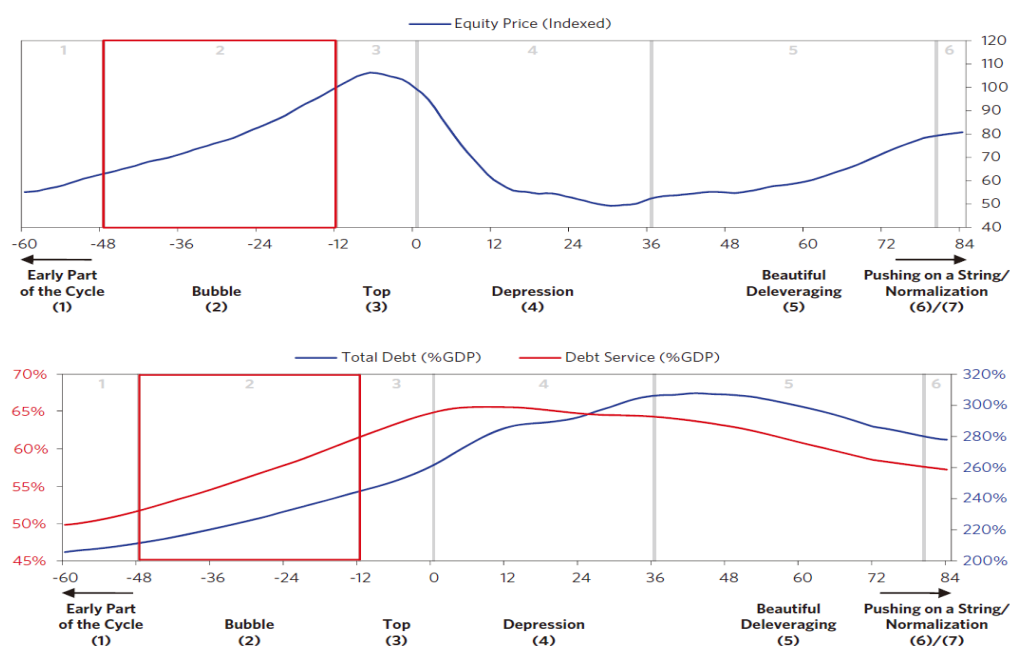 Equity Price (Indexed)
1 2 3 4 5 6
120
110
100
90
80
70
60
50
40
-60 -48 -36 -24 -12 0 12 24 36 48 60 72 84
Early Part of the Cycle (1)
Bubble (2)
Top (3)
Depression (4)
Beautiful Deleveraging (5)
Pushing on a String/ Normalization (6)/(7)
Total Debt (%GDP) Debt Service (%GDP)
1 2 3 4 5 6
70%
65%
60%
55%
50%
45%
320%
300%
280%
260%
240%
220%
200%
-60 -48 -36 -24 -12 0 12 24 36 48 60 72 84
Early Part of the Cycle (1)
Bubble (2)
Top (3)
Depression (4)
Beautiful Deleveraging (5)
Pushing on a String/ Normalization (6)/(7)